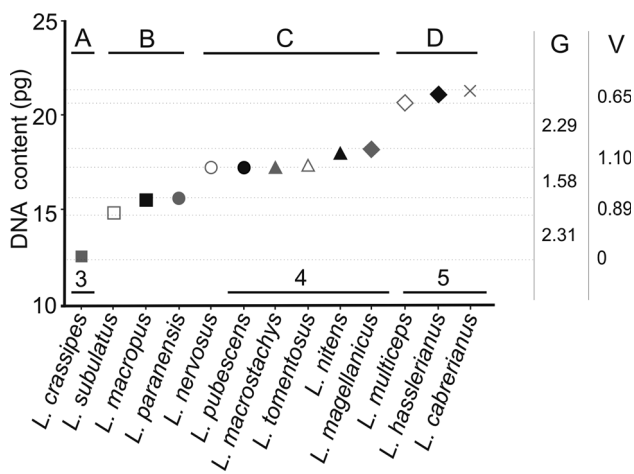 25
A B C D G V
0.65
20
2.29
1.10
1.58
15
0.89
2.31
0
3 4 5
10
DNA content (pg)
L. crassipes
L. subulatus
L. macropus
L. paranensis
L. nervosus
L. pubescens
L. macrostachys
L. tomentosus
L. nitens
L. magellanicus
L. multiceps
L. hasslerianus
L. cabrerianus